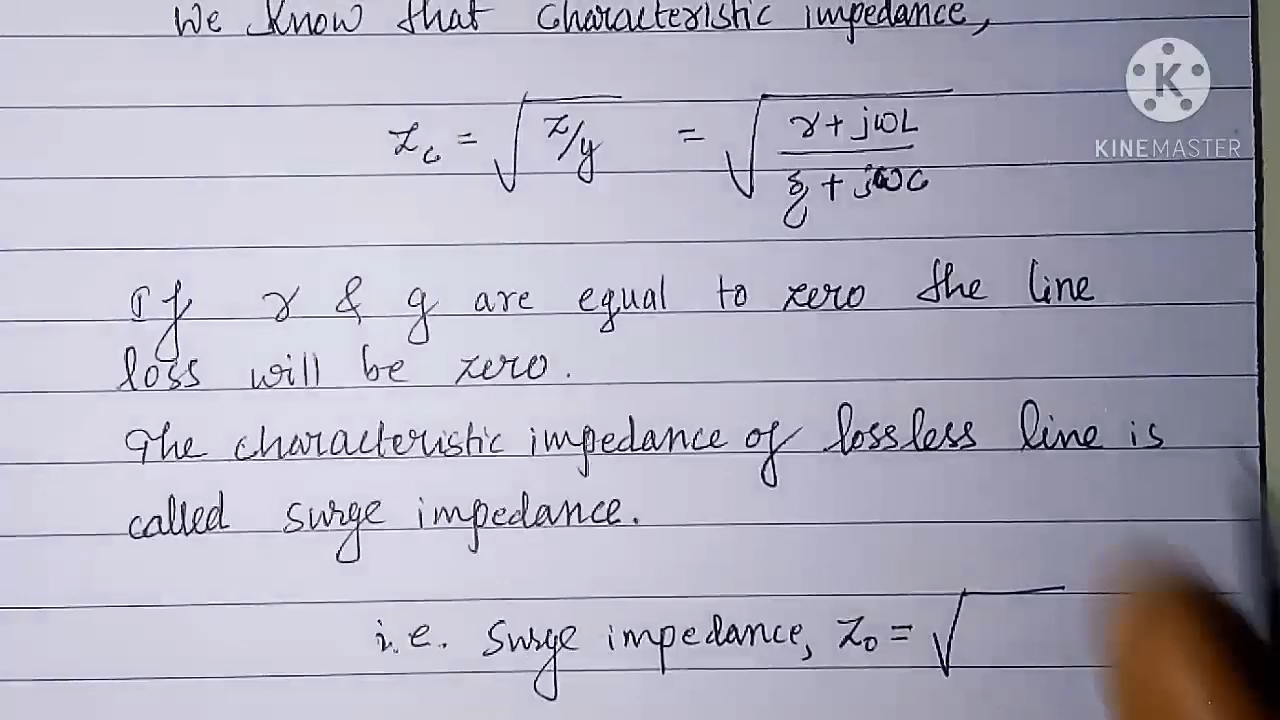 We know that characteristic impedance,
Zc = √z/y = √(r + jωL)/(g + jωC)
If r & g are equal to zero the line
loss will be zero.
The characteristic impedance of lossless line is
called surge impedance.
i.e. Surge impedance, Z₀ = √
K
KINEMASTER